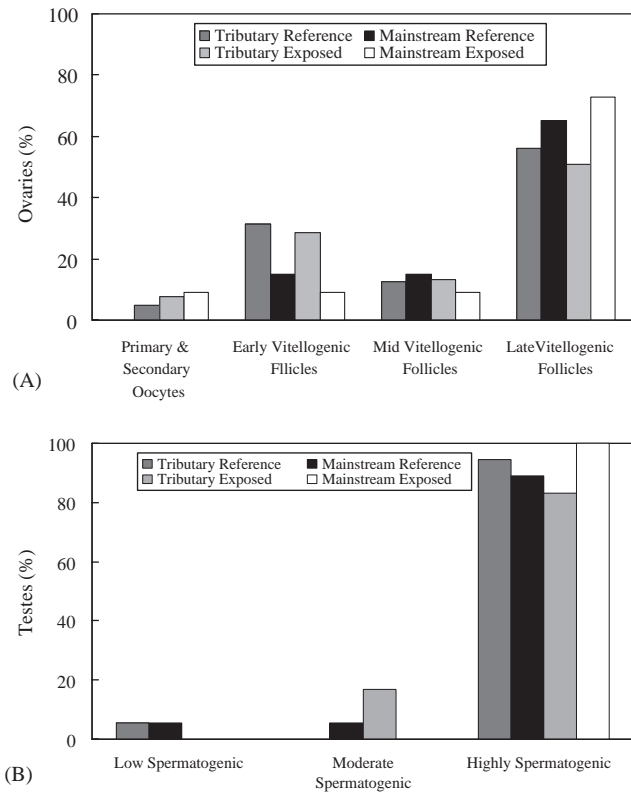 100
Tributary Reference Mainstream Reference
Tributary Exposed Mainstream Exposed
80
60
40
20
0
Ovaries (%)
Primary & Early Vitellogenic Mid Vitellogenic LateVitellogenic
Secondary Fllicles Follicles Follicles
Oocytes
(A)
100
Tributary Reference Mainstream Reference
Tributary Exposed Mainstream Exposed
80
60
40
20
0
Testes (%)
Low Spermatogenic Moderate Highly Spermatogenic
Spermatogenic
(B)